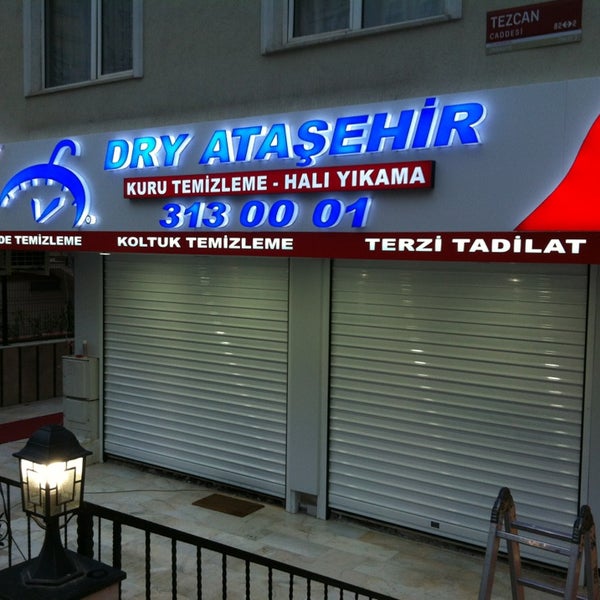 TEZCAN
CADDESİ
DRY ATAŞEHİR
KURU TEMİZLEME - HALI YIKAMA
313 00 01
DE TEMİZLEME KOLTUK TEMİZLEME TERZİ TADİLAT